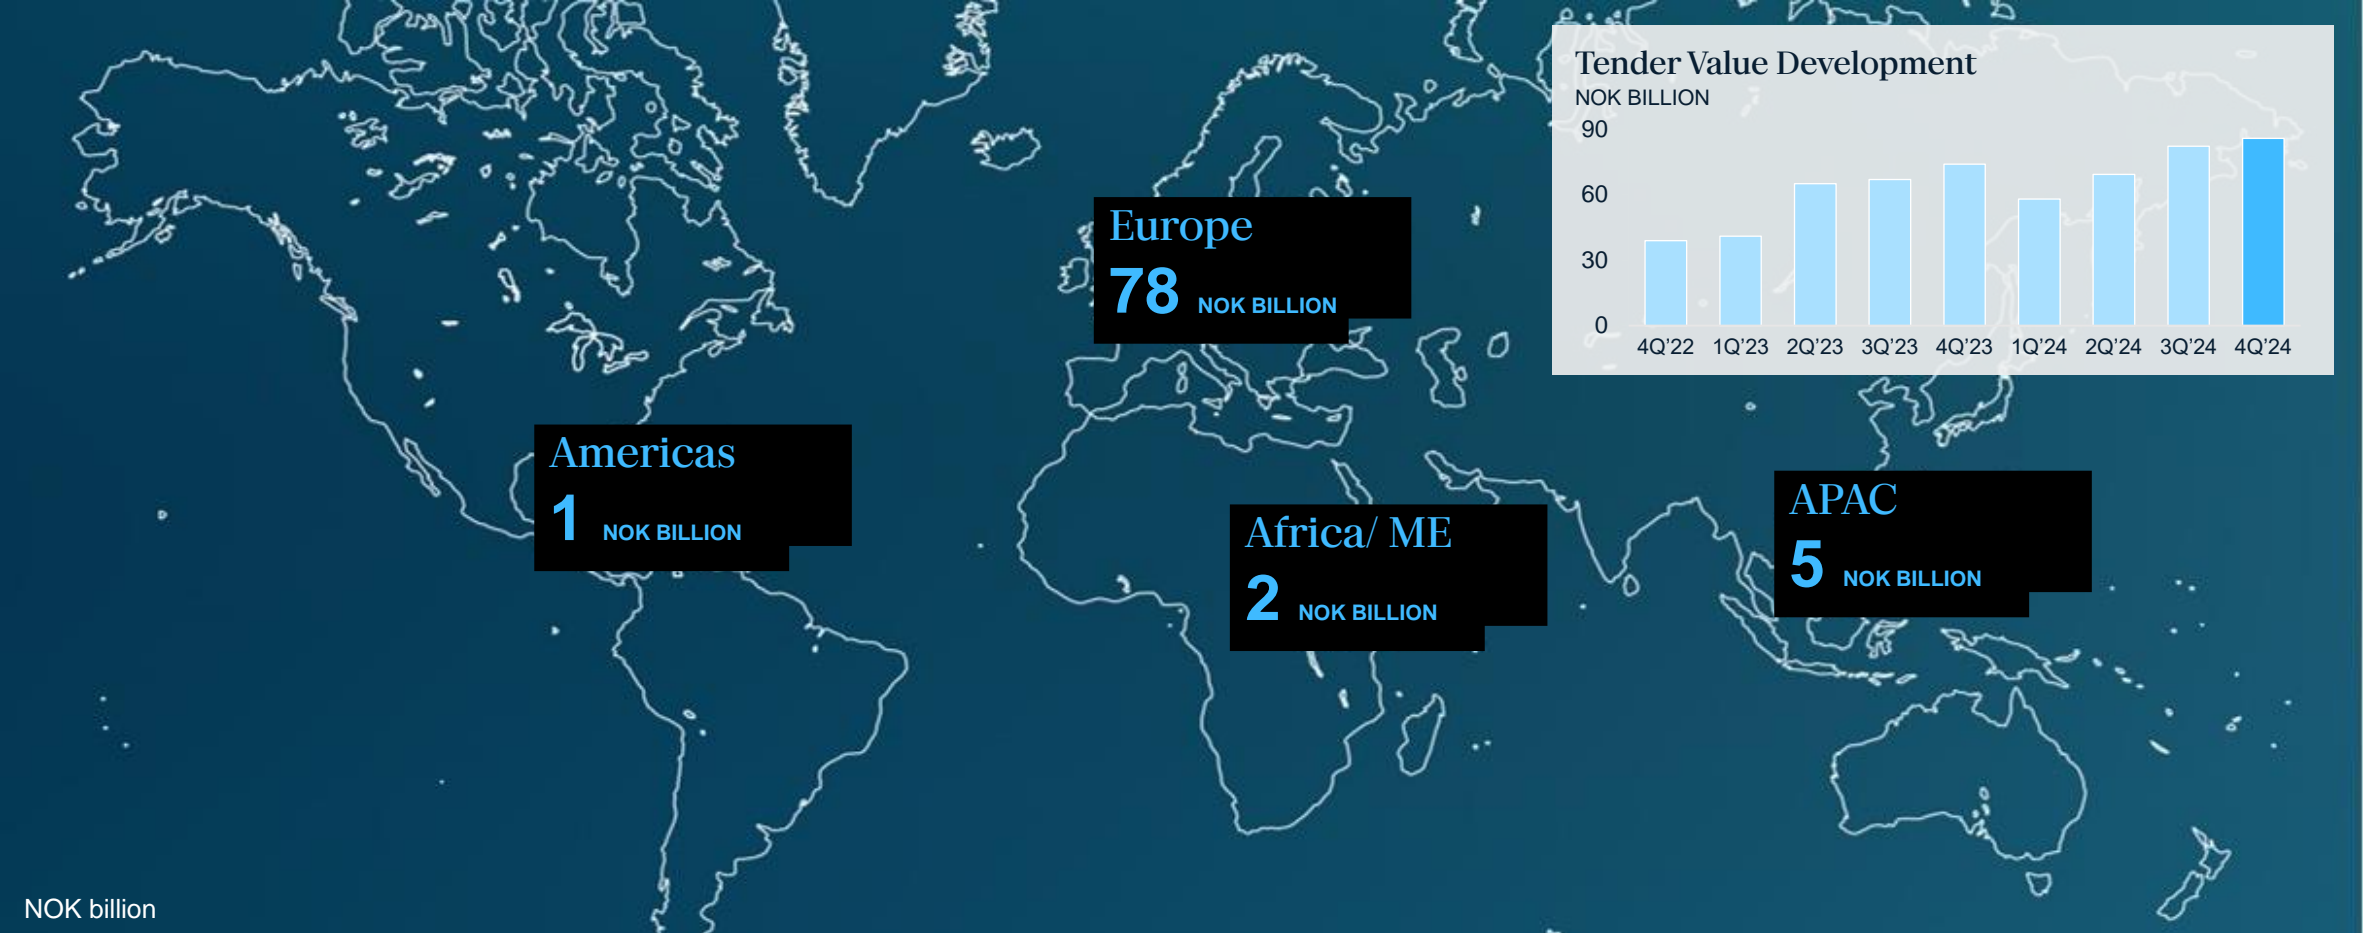 Tender Value Development
NOK BILLION
90
60
30
0
4Q’22 1Q’23 2Q’23 3Q’23 4Q’23 1Q’24 2Q’24 3Q’24 4Q’24
Europe
78 NOK BILLION
Americas
1 NOK BILLION
APAC
5 NOK BILLION
Africa/ ME
2 NOK BILLION
NOK billion